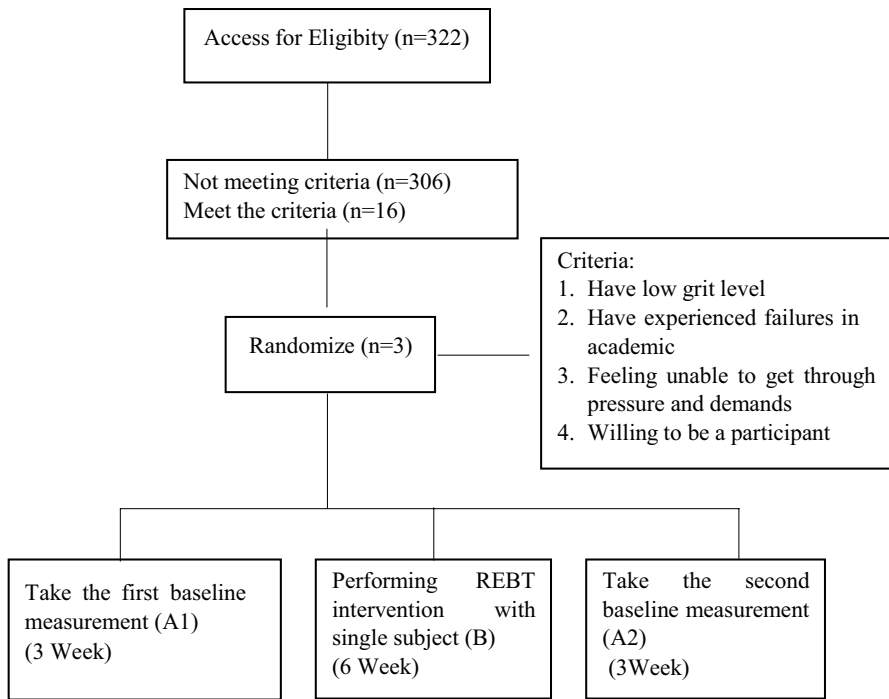 Access for Eligibity (n=322)
Not meeting criteria (n=306)
Meet the criteria (n=16)
Criteria:
1. Have low grit level
2. Have experienced failures in
academic
3. Feeling unable to get through
pressure and demands
4. Willing to be a participant
Randomize (n=3)
Take the first baseline
measurement (A1)
(3 Week)
Performing REBT
intervention with
single subject (B)
(6 Week)
Take the second
baseline measurement
(A2)
(3Week)